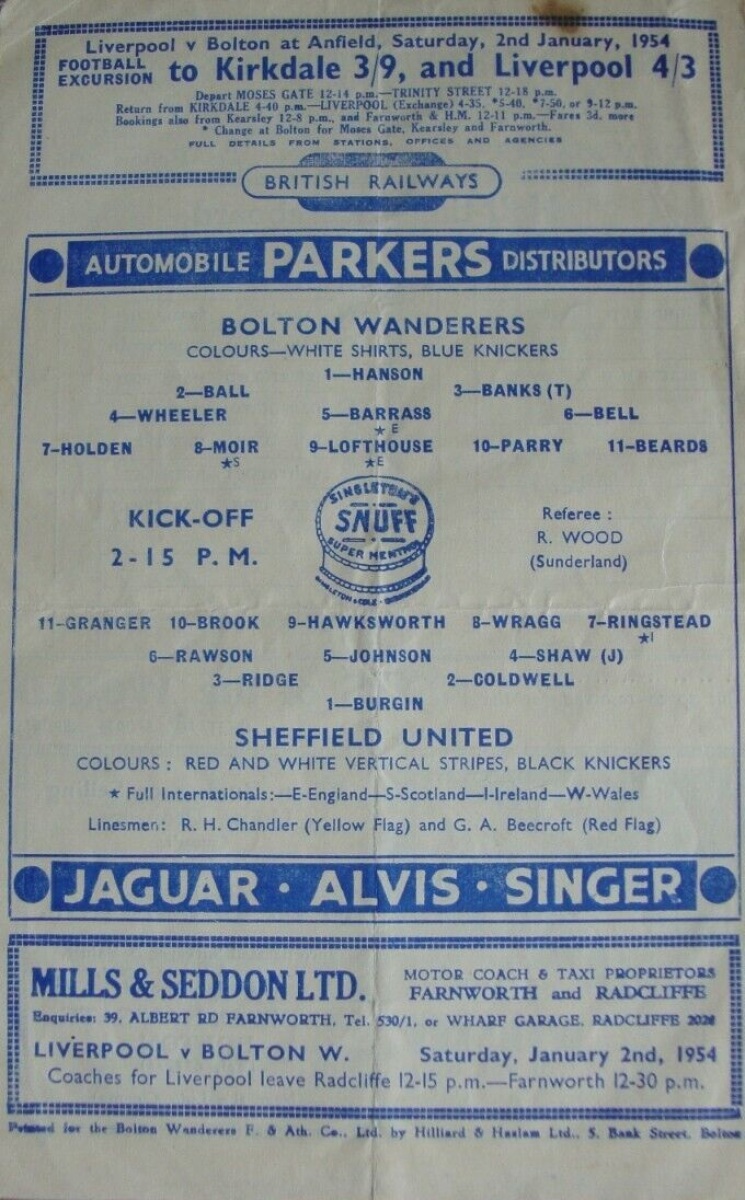 Liverpool v Bolton at Anfield, Saturday, 2nd January, 1954
FOOTBALL EXCURSION to Kirkdale 3/9, and Liverpool 4/3
Depart MOSES GATE 12-14 p.m.—TRINITY STREET 12-18 p.m.
Return from KIRKDALE 4-40 p.m.—LIVERPOOL (Exchange) 4-35, *5-40, *7-50, or 9-12 p.m.
Bookings also from Kearsley 12-8 p.m., and Farnworth & H.M. 12-11 p.m.—Fares 3d. more
* Change at Bolton for Moses Gate, Kearsley and Farnworth.
FULL DETAILS FROM STATIONS, OFFICES AND AGENCIES
BRITISH RAILWAYS
AUTOMOBILE PARKERS DISTRIBUTORS
BOLTON WANDERERS
COLOURS—WHITE SHIRTS, BLUE KNICKERS
1—HANSON
2—BALL 3—BANKS (T)
4—WHEELER 5—BARRASS 6—BELL
★ E
7-HOLDEN 8—MOIR 9-LOFTHOUSE 10-PARRY 11-BEARDS
★S ★E
KICK-OFF
2-15 P. M.
SINGLETON'S
SNUFF
SUPER MENTHOL
SINGLETON & COLE
Referee :
R. WOOD
(Sunderland)
11-GRANGER 10-BROOK 9-HAWKSWORTH 8-WRAGG 7-RINGSTEAD
★I
6—RAWSON 5—JOHNSON 4—SHAW (J)
3—RIDGE 2—COLDWELL
1—BURGIN
SHEFFIELD UNITED
COLOURS : RED AND WHITE VERTICAL STRIPES, BLACK KNICKERS
★ Full Internationals:—E-England—S-Scotland—I-Ireland—W-Wales
Linesmen: R. H. Chandler (Yellow Flag) and G. A. Beecroft (Red Flag)
JAGUAR · ALVIS · SINGER
MILLS & SEDDON LTD. MOTOR COACH & TAXI PROPRIETORS
FARNWORTH and RADCLIFFE
Enquiries: 39, ALBERT RD FARNWORTH, Tel. 530/1, or WHARF GARAGE, RADCLIFFE 2026
LIVERPOOL v BOLTON W. Saturday, January 2nd, 1954
Coaches for Liverpool leave Radcliffe 12-15 p.m.—Farnworth 12-30 p.m.
Printed for the Bolton Wanderers F. & Ath. Co., Ltd. by Hilliard & Haslam Ltd., 5, Bank Street, Bolton